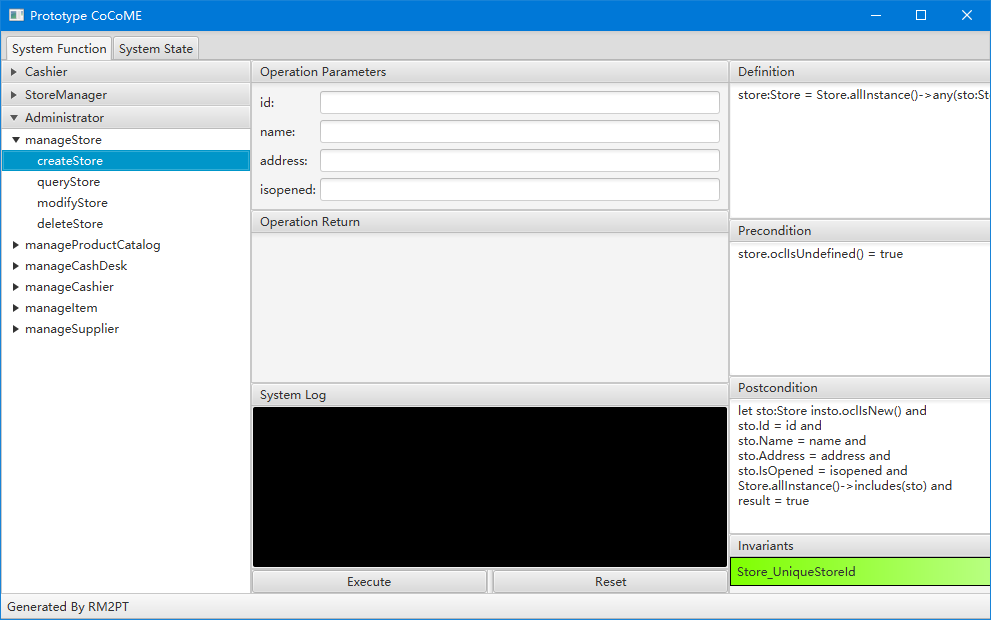 Prototype CoCoME
System Function
System State
Cashier
StoreManager
Administrator
manageStore
createStore
queryStore
modifyStore
deleteStore
manageProductCatalog
manageCashDesk
manageCashier
manageItem
manageSupplier
Operation Parameters
id:
name:
address:
isopened:
Operation Return
System Log
Execute
Reset
Definition
store:Store = Store.allInstance()->any(sto:St
Precondition
store.oclIsUndefined() = true
Postcondition
let sto:Store insto.oclIsNew() and
sto.Id = id and
sto.Name = name and
sto.Address = address and
sto.IsOpened = isopened and
Store.allInstance()->includes(sto) and
result = true
Invariants
Store_UniqueStoreId
Generated By RM2PT